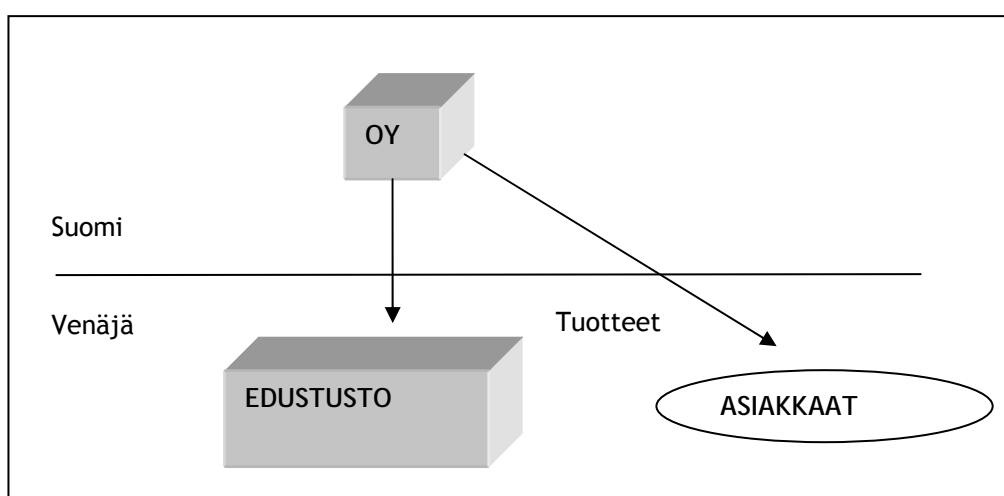 OY
Suomi
Venäjä
Tuotteet
EDUSTUSTO
ASIAKKAAT